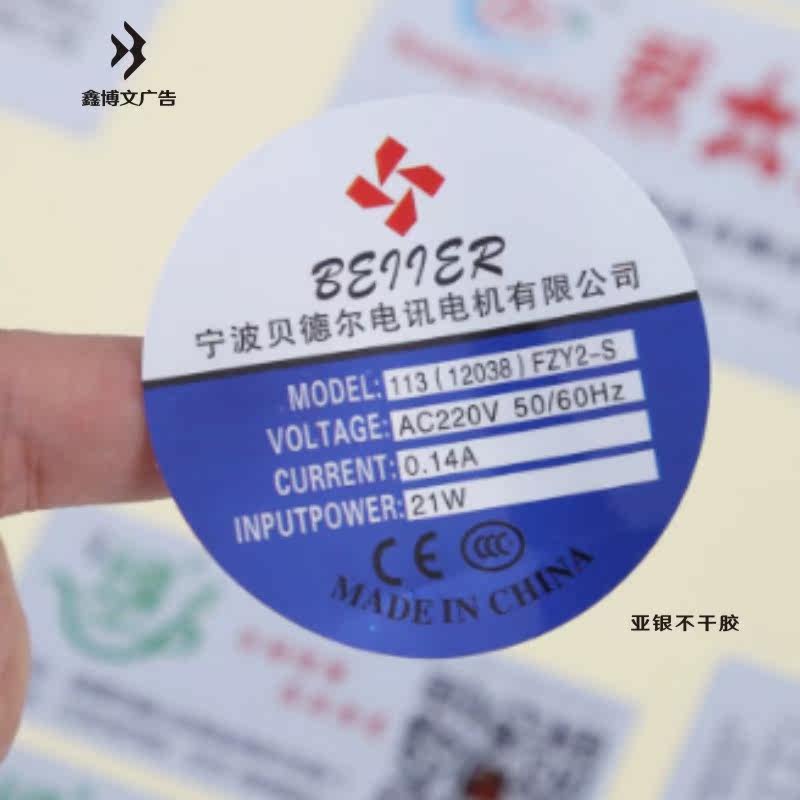 鑫博文广告
BEIIER
宁波贝德尔电讯电机有限公司
MODEL: 113(12038)FZY2-S
VOLTAGE: AC220V 50/60Hz
CURRENT: 0.14A
INPUTPOWER: 21W
CE CCC
MADE IN CHINA
亚银不干胶